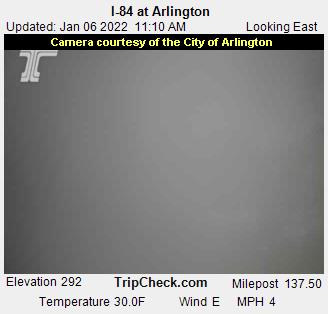 I-84 at Arlington
Updated: Jan 06 2022 11:10 AM Looking East
Camera courtesy of the City of Arlington
Elevation 292 TripCheck.com Milepost 137.50
Temperature 30.0F Wind E MPH 4